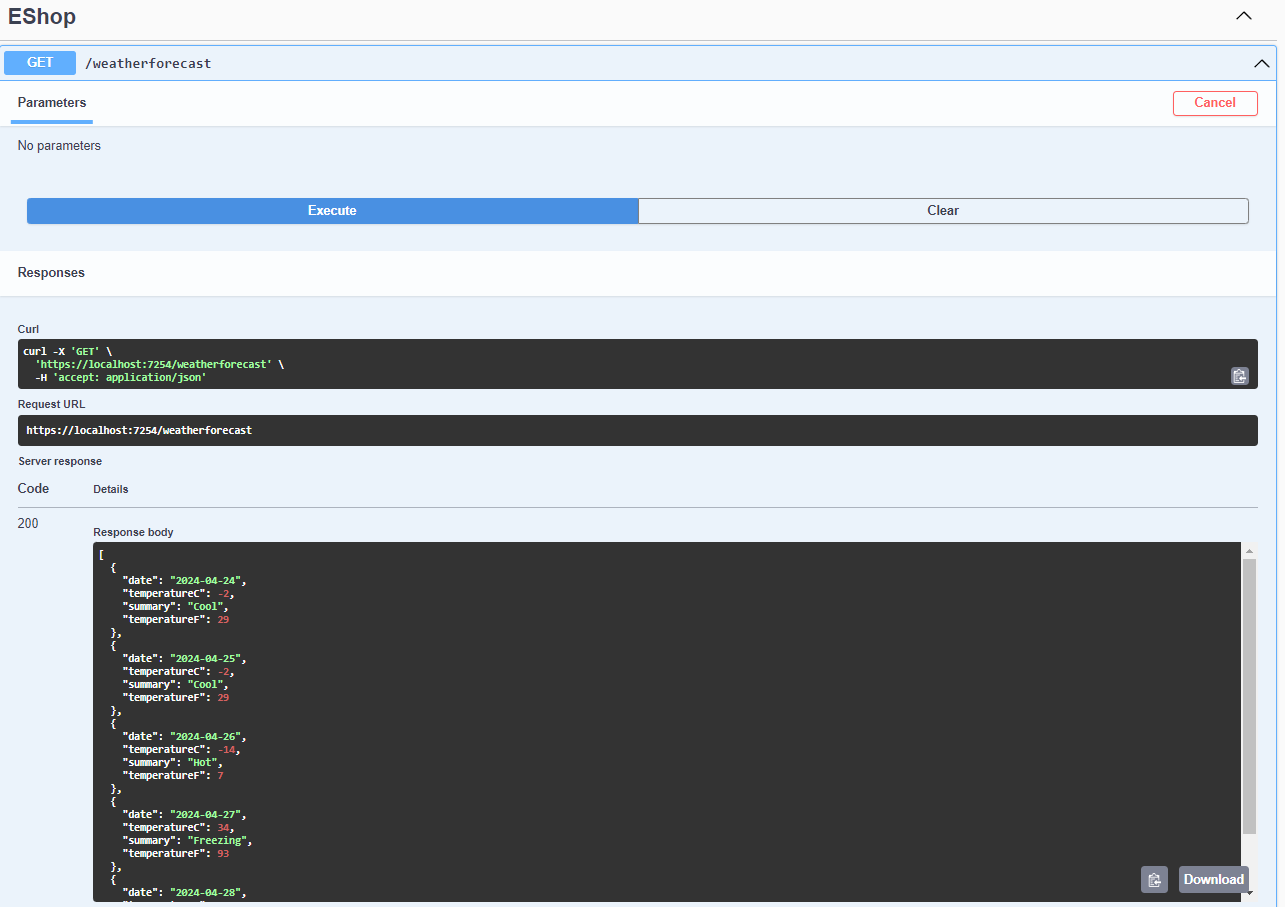 EShop
GET /weatherforecast
Parameters
Cancel
No parameters
Execute
Clear
Responses
Curl
curl -X 'GET' \
  'https://localhost:7254/weatherforecast' \
  -H 'accept: application/json'
Request URL
https://localhost:7254/weatherforecast
Server response
Code Details
200
Response body
[
  {
    "date": "2024-04-24",
    "temperatureC": -2,
    "summary": "Cool",
    "temperatureF": 29
  },
  {
    "date": "2024-04-25",
    "temperatureC": -2,
    "summary": "Cool",
    "temperatureF": 29
  },
  {
    "date": "2024-04-26",
    "temperatureC": -14,
    "summary": "Hot",
    "temperatureF": 7
  },
  {
    "date": "2024-04-27",
    "temperatureC": 34,
    "summary": "Freezing",
    "temperatureF": 93
  },
  {
    "date": "2024-04-28",
Download